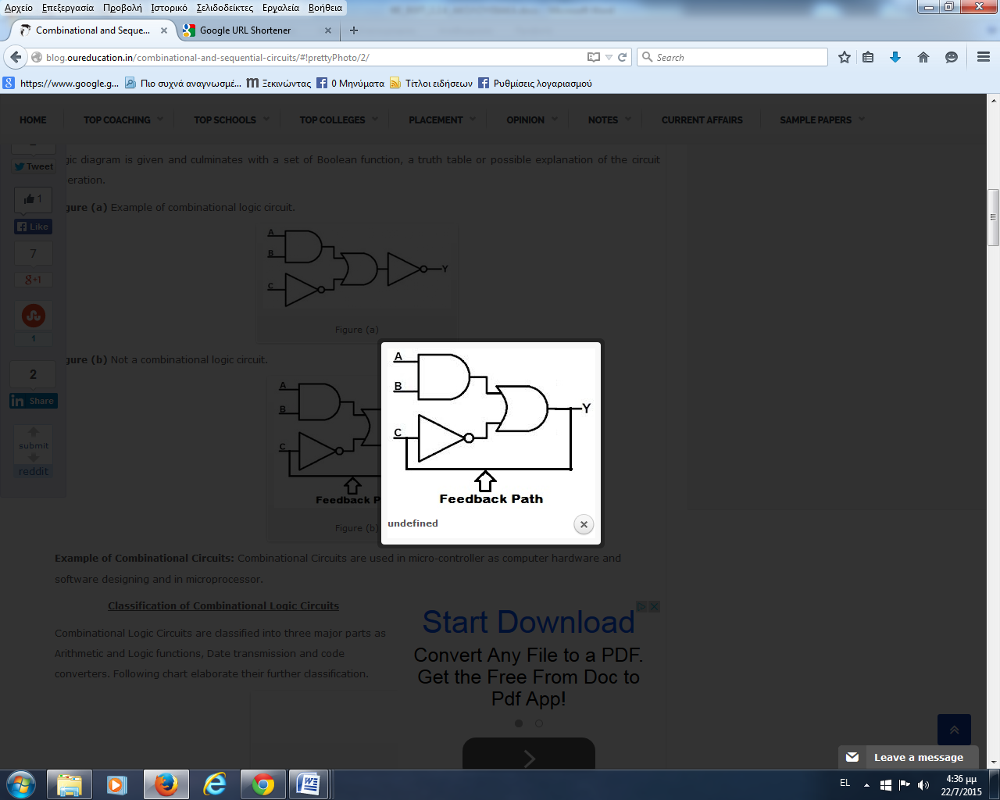 Αρχείο Επεξεργασία Προβολή Ιστορικό Σελιδοδείκτες Εργαλεία Βοήθεια
Combinational and Seque...
Google URL Shortener
blog.oureducation.in/combinational-and-sequential-circuits/#!prettyPhoto/2/
Search
https://www.google.g...
Πιο συχνά αναγνωσμέ...
Ξεκινώντας
0 Μηνύματα
Τίτλοι ειδήσεων
Ρυθμίσεις λογαριασμού
HOME
TOP COACHING
TOP SCHOOLS
TOP COLLEGES
PLACEMENT
OPINION
NOTES
CURRENT AFFAIRS
SAMPLE PAPERS
gic diagram is given and culminates with a set of Boolean function, a truth table or possible explanation of the circuit
eration.
Tweet
1
Like
7
g+1
1
2
in Share
submit
reddit
gure (a) Example of combinational logic circuit.
A
B
C
Y
Figure (a)
gure (b) Not a combinational logic circuit.
A
B
C
Feedback P
Figure (b)
A
B
C
Y
Feedback Path
undefined
Example of Combinational Circuits: Combinational Circuits are used in micro-controller as computer hardware and
software designing and in microprocessor.
Classification of Combinational Logic Circuits
Combinational Logic Circuits are classified into three major parts as
Arithmetic and Logic functions, Date transmission and code
converters. Following chart elaborate their further classification.
Start Download
Convert Any File to a PDF.
Get the Free From Doc to
Pdf App!
Leave a message
EL
4:36 μμ
22/7/2015